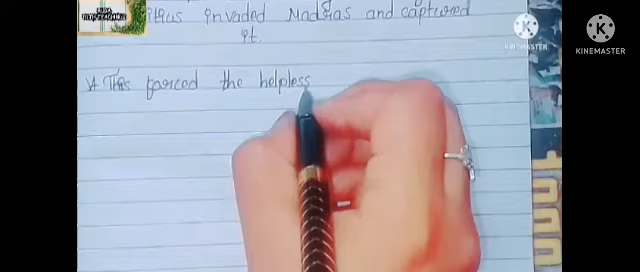 invaded Madras and captured
it.
This forced the helpless
KINEMASTER
KINEMASTER